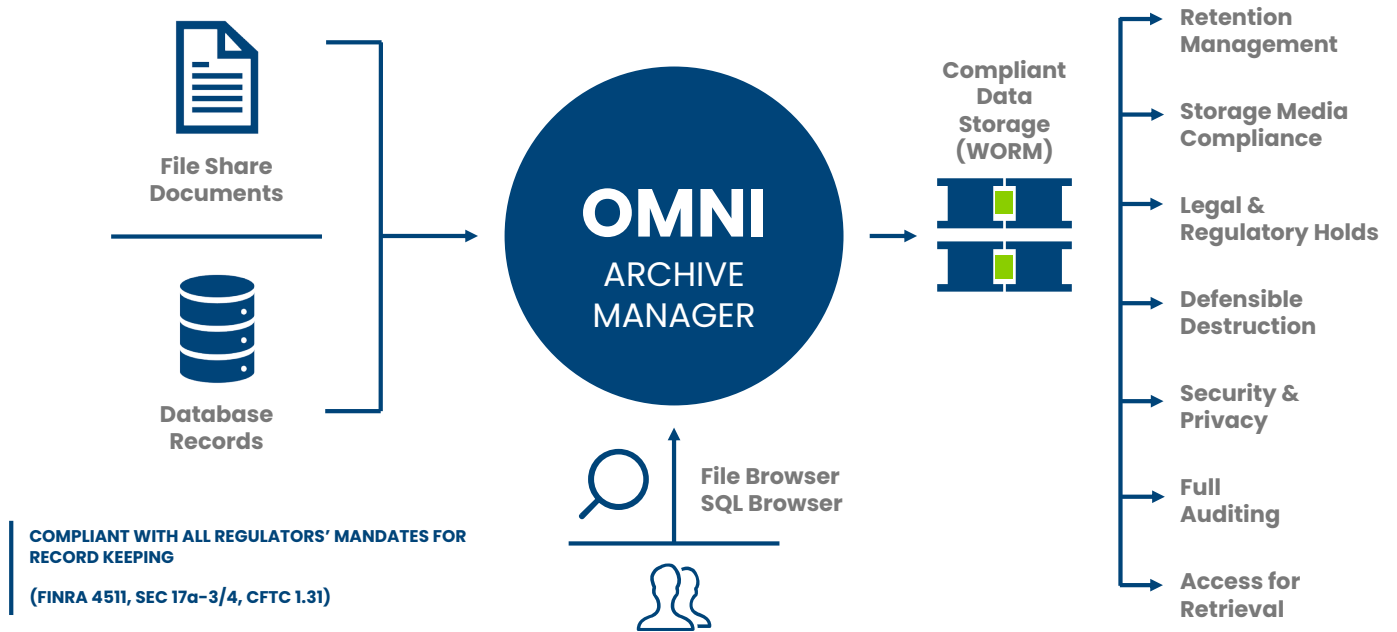 File Share
Documents
Database
Records
COMPLIANT WITH ALL REGULATORS’ MANDATES FOR
RECORD KEEPING
(FINRA 4511, SEC 17a-3/4, CFTC 1.31)
OMNI
ARCHIVE
MANAGER
File Browser
SQL Browser
Compliant
Data
Storage
(WORM)
Retention
Management
Storage Media
Compliance
Legal &
Regulatory Holds
Defensible
Destruction
Security &
Privacy
Full
Auditing
Access for
Retrieval